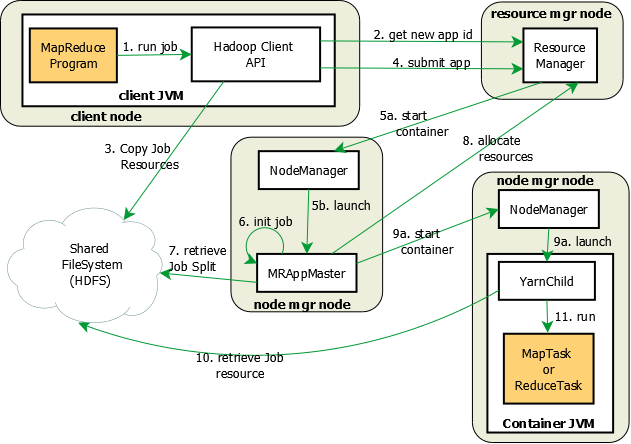 resource mgr node
MapReduce
Program
1. run job
Hadoop Client
API
2. get new app id
4. submit app
Resource
Manager
client JVM
client node
3. Copy Job
Resources
5a. start
container
8. allocate
resources
NodeManager
5b. launch
6. init job
MRAppMaster
node mgr node
7. retrieve
Job Split
Shared
FileSystem
(HDFS)
9a. start
container
node mgr node
NodeManager
9a. launch
YarnChild
11. run
MapTask
or
ReduceTask
Container JVM
10. retrieve Job
resource